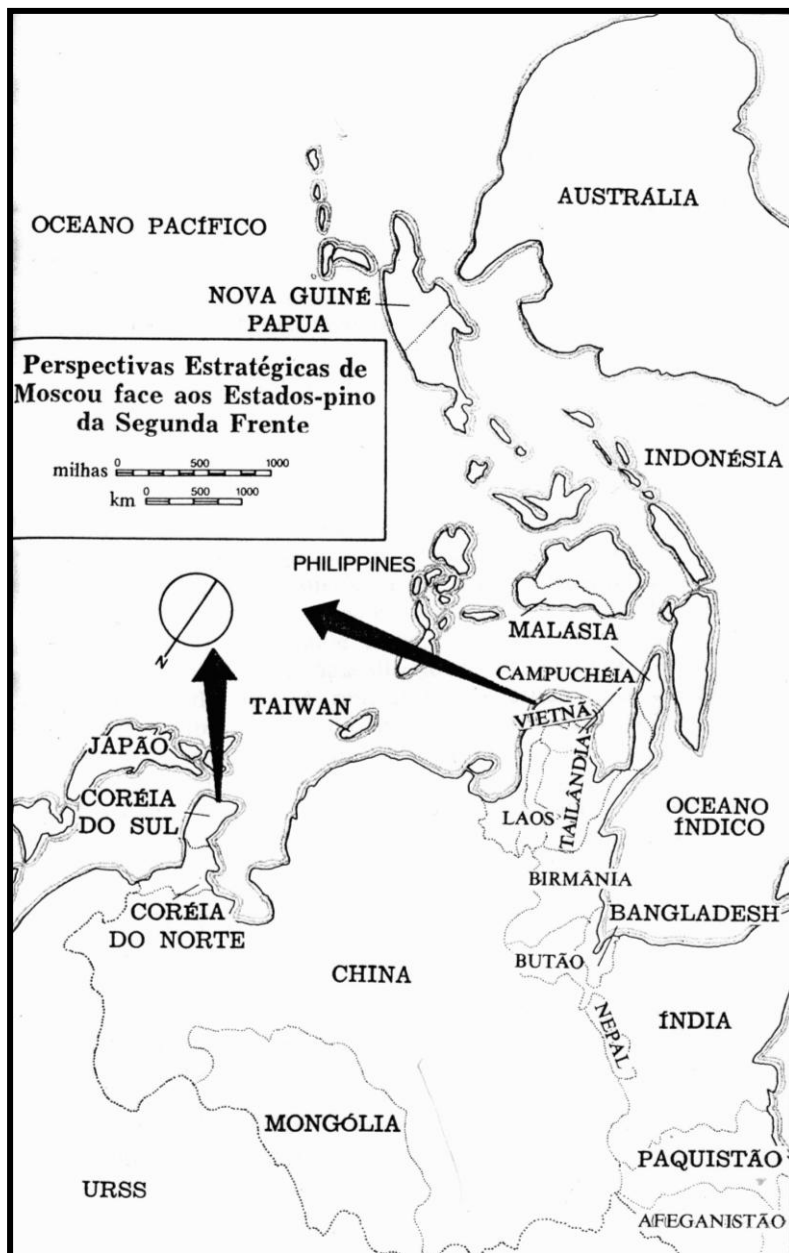 AUSTRÁLIA
OCEANO PACÍFICO
NOVA GUINÉ
PAPUA
Perspectivas Estratégicas de
Moscou face aos Estados-pino
da Segunda Frente
milhas 0 500 1000
km 0 500 1000
INDONÉSIA
PHILIPPINES
MALÁSIA
N
CAMPUCHÉIA
TAIWAN
VIETNÃ
JAPÃO
TAILÂNDIA
CORÉIA
DO SUL
LAOS
OCEANO
ÍNDICO
BIRMÂNIA
CORÉIA
DO NORTE
BANGLADESH
CHINA
BUTÃO
NEPAL
ÍNDIA
MONGÓLIA
PAQUISTÃO
URSS
AFEGANISTÃO